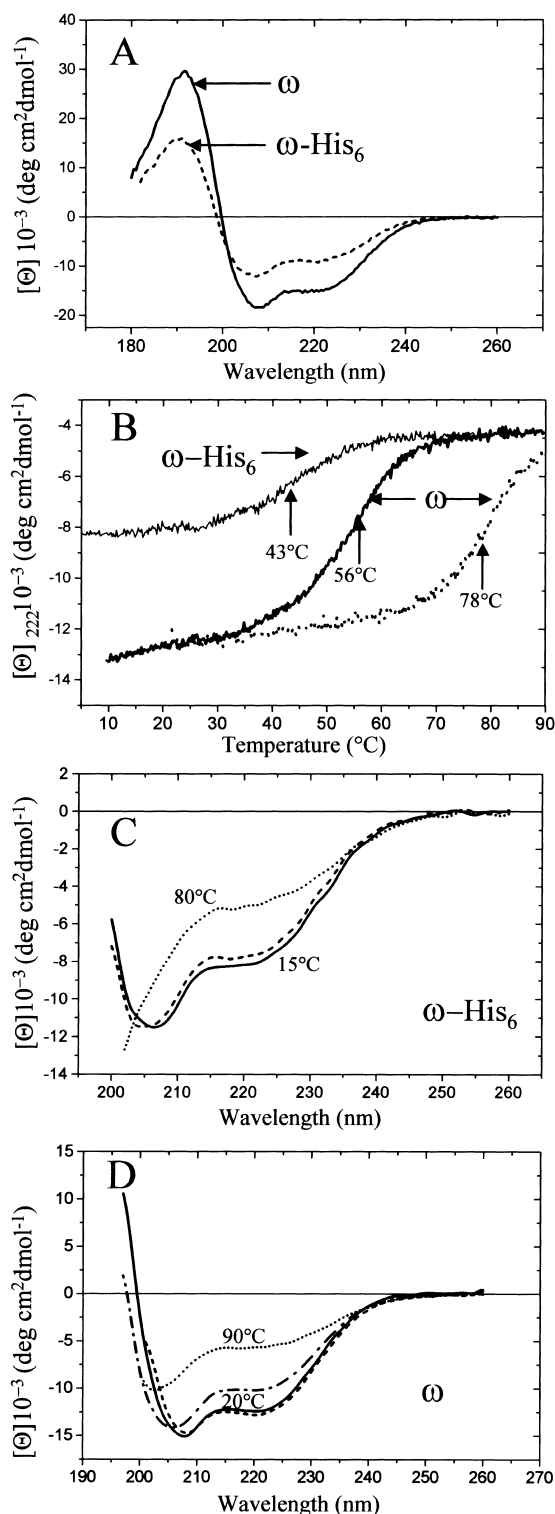 A
ω
ω-His6
[Θ] 10-3 (deg cm2dmol-1)
40
30
20
10
0
-10
-20
180 200 220 240 260
Wavelength (nm)
B
ω–His6
ω
43°C
56°C
78°C
[Θ]222 10-3 (deg cm2dmol-1)
-4
-6
-8
-10
-12
-14
10 20 30 40 50 60 70 80 90
Temperature (°C)
C
80°C
15°C
ω–His6
[Θ]10-3 (deg cm2dmol-1)
2
0
-2
-4
-6
-8
-10
-12
-14
200 210 220 230 240 250 260
Wavelength (nm)
D
90°C
20°C
ω
[Θ]10-3 (deg cm2dmol-1)
15
10
5
0
-5
-10
-15
190 200 210 220 230 240 250 260 270
Wavelength (nm)